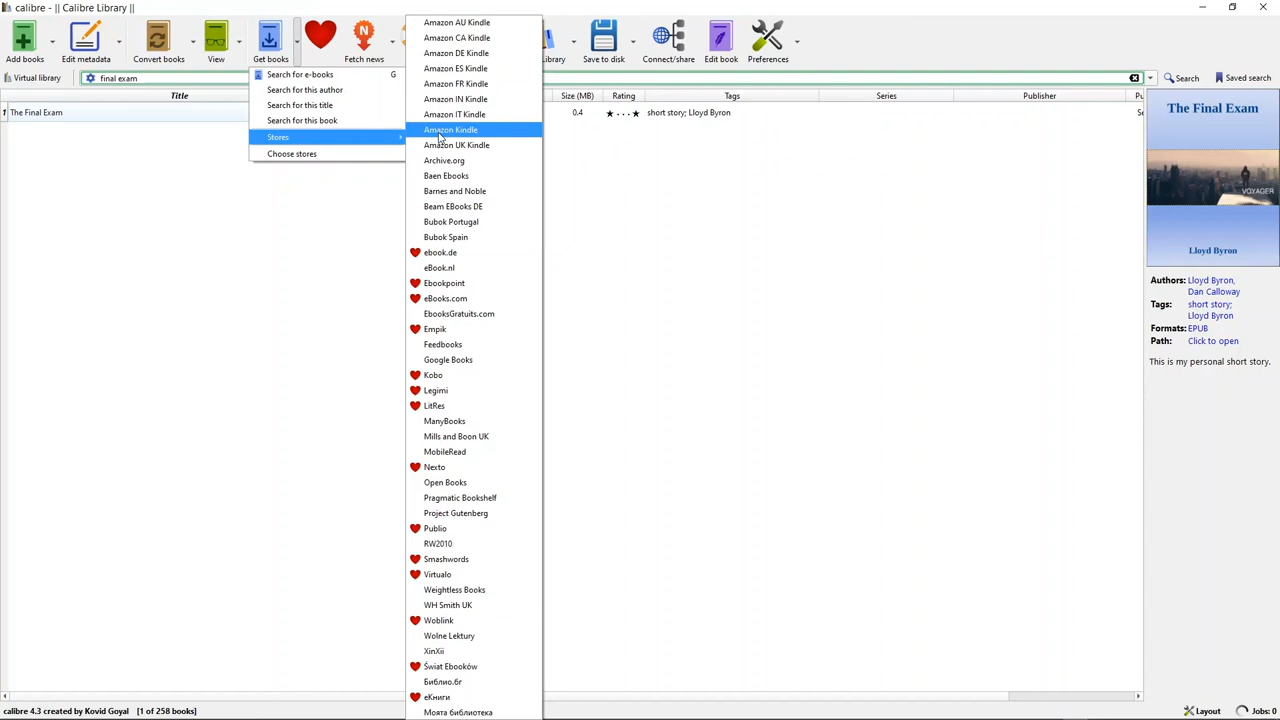 calibre - || Calibre Library ||
Add books
Edit metadata
Convert books
View
Get books
Fetch news
Library
Save to disk
Connect/share
Edit book
Preferences
Virtual library
final exam
Search
Saved search
Title
Size (MB)
Rating
Tags
Series
Publisher
1 The Final Exam
0.4
★ · · · ★
short story; Lloyd Byron
Search for e-books G
Search for this author
Search for this title
Search for this book
Stores
Choose stores
Amazon AU Kindle
Amazon CA Kindle
Amazon DE Kindle
Amazon ES Kindle
Amazon FR Kindle
Amazon IN Kindle
Amazon IT Kindle
Amazon Kindle
Amazon UK Kindle
Archive.org
Baen Ebooks
Barnes and Noble
Beam EBooks DE
Bubok Portugal
Bubok Spain
ebook.de
eBook.nl
Ebookpoint
eBooks.com
EbooksGratuits.com
Empik
Feedbooks
Google Books
Kobo
Legimi
LitRes
ManyBooks
Mills and Boon UK
MobileRead
Nexto
Open Books
Pragmatic Bookshelf
Project Gutenberg
Publio
RW2010
Smashwords
Virtualo
Weightless Books
WH Smith UK
Woblink
Wolne Lektury
XinXii
Świat Ebooków
Библио.бг
еКниги
Моята библиотека
The Final Exam
VOYAGER
Lloyd Byron
Authors: Lloyd Byron,
Dan Calloway
Tags: short story;
Lloyd Byron
Formats: EPUB
Path: Click to open
This is my personal short story.
calibre 4.3 created by Kovid Goyal [1 of 258 books]
Layout
Jobs: 0